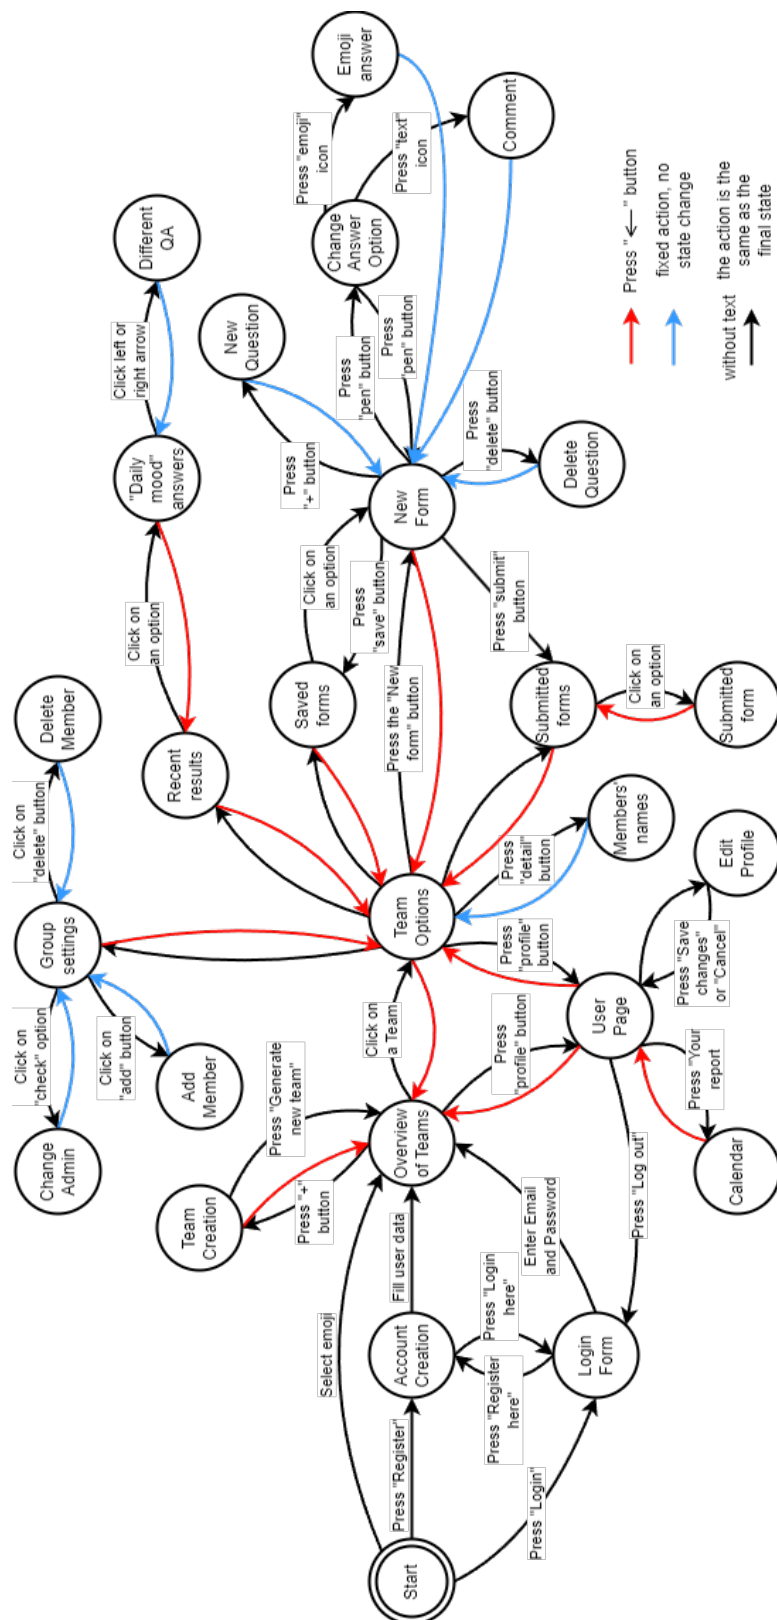 Start
Select emoji
Press "Register"
Press "Login"
Account
Creation
Press "Login
here"
Press "Register
here"
Login
Form
Fill user data
Enter Email
and Password
Press "Log out"
Team
Creation
Press "Generate
new team"
Press "+"
button
Overview
of Teams
Click on
a Team
Press
"profile" button
Calendar
Press "Your
report
User
Page
Press "Save
changes"
or "Cancel"
Edit
Profile
Press
"profile"
button
Change
Admin
Click on
"check" option
Add
Member
Click on
"add" button
Group
settings
Click on
"delete" button
Delete
Member
Team
Options
Press
"detail"
button
Members'
names
Recent
results
Click on
an option
"Daily
mood"
answers
Click left or
right arrow
Different
QA
Saved
forms
Click on
an option
Press
"save" button
Press the "New
form" button
Submitted
forms
Click on
an option
Submitted
form
Press "submit"
button
New
Form
Press
"+" button
New
Question
Press
"pen" button
Press
"pen" button
Press
"delete" button
Delete
Question
Change
Answer
Option
Press "emoji"
icon
Press "text"
icon
Emoji
answer
Comment
Press "<—" button
fixed action, no
state change
without text
the action is the
same as the
final state